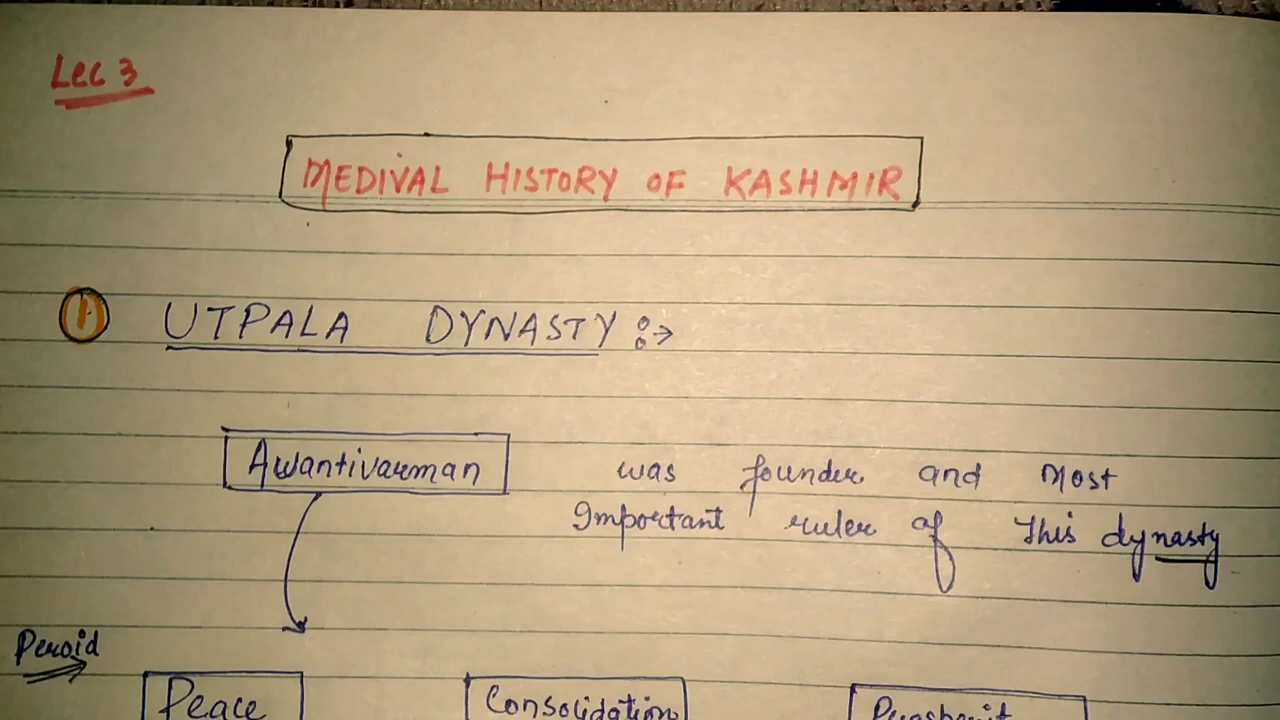 Lec 3
MEDIVAL HISTORY OF KASHMIR
1 UTPALA DYNASTY :→
Awantivarman was founder and most
Important ruler of This dynasty
Peroid
Peace Consolidation